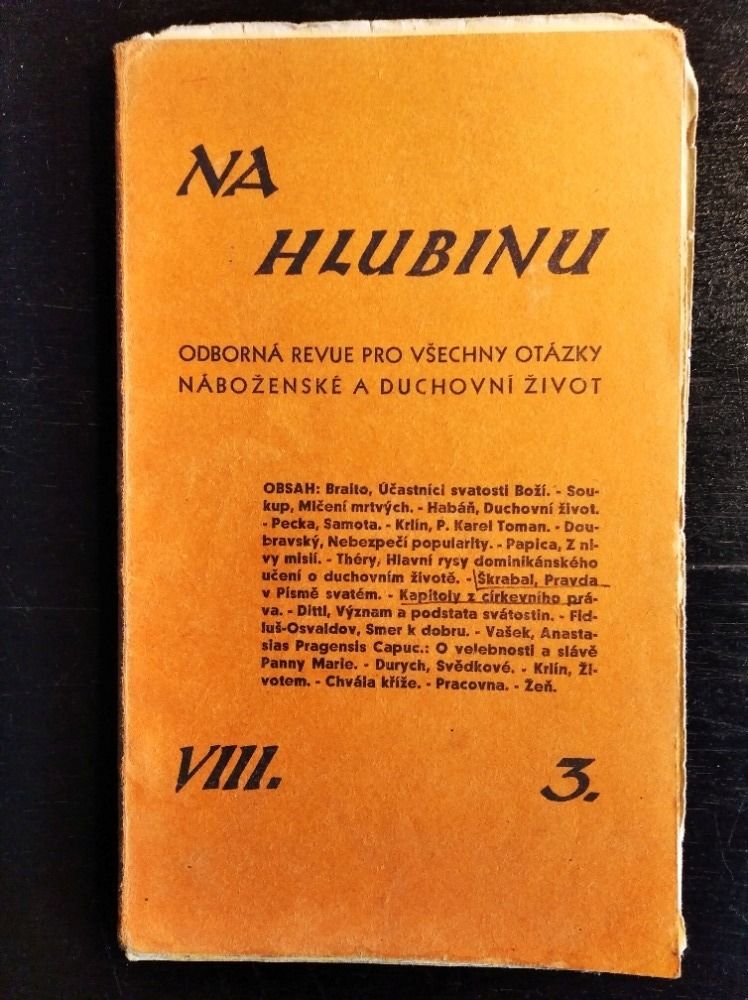 NA
HLUBINU
ODBORNÁ REVUE PRO VŠECHNY OTÁZKY
NÁBOŽENSKÉ A DUCHOVNÍ ŽIVOT
OBSAH: Braito, Účastníci svatosti Boží. - Sou-
kup, Mlčení mrtvých. - Habáň, Duchovní život.
- Pecka, Samota. - Krlín, P. Karel Toman. - Dou-
bravský, Nebezpečí popularity. - Papica, Z ni-
vy misií. - Théry, Hlavní rysy dominikánského
učení o duchovním životě. - Škrabal, Pravda
v Písmě svatém. - Kapitoly z církevního prá-
va. - Dittl, Význam a podstata svátostin. - Fid-
luš-Osvaldov, Smer k dobru. - Vašek, Anasta-
sias Pragensis Capuc.: O velebnosti a slávě
Panny Marie. - Durych, Svědkové. - Krlín, Ži-
votem. - Chvála kříže. - Pracovna. - Žeň.
VIII. 3.